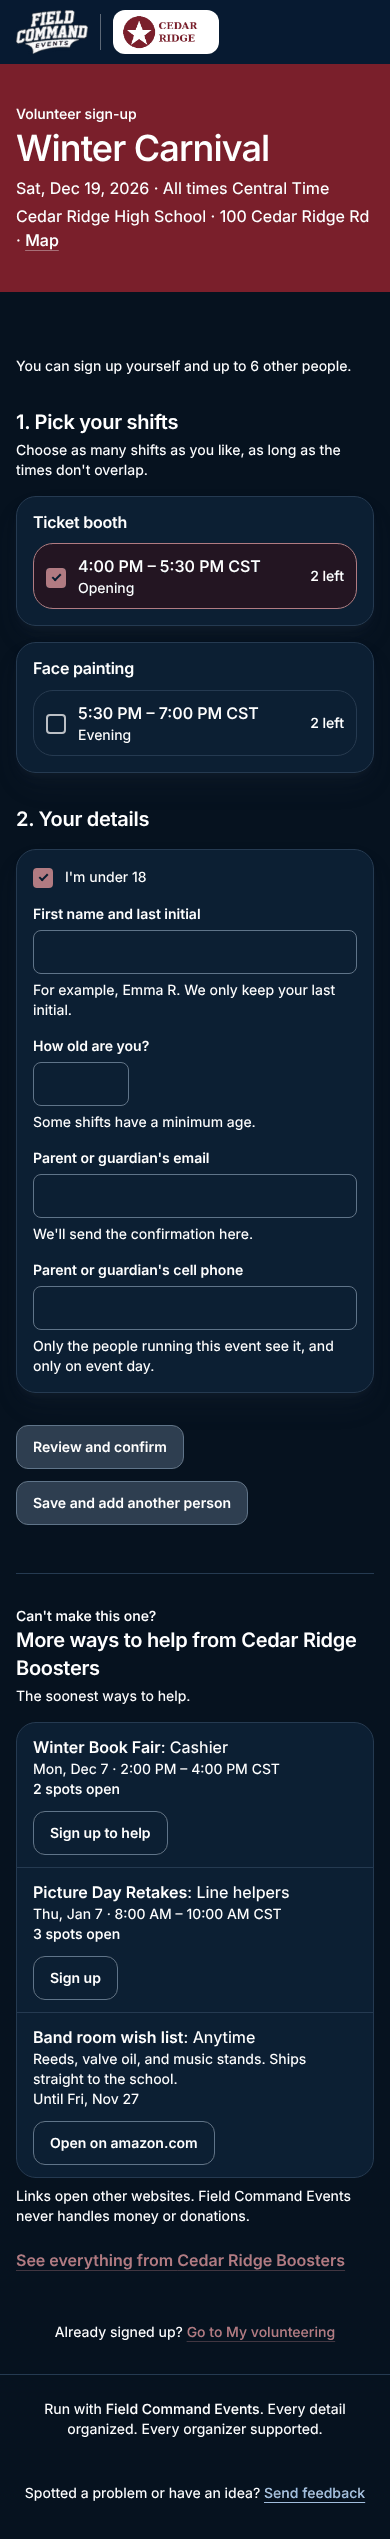 FIELD
COMMAND
EVENTS
CEDAR
RIDGE
Volunteer sign-up
Winter Carnival
Sat, Dec 19, 2026 · All times Central Time
Cedar Ridge High School · 100 Cedar Ridge Rd
· Map
You can sign up yourself and up to 6 other people.
1. Pick your shifts
Choose as many shifts as you like, as long as the
times don't overlap.
Ticket booth
4:00 PM – 5:30 PM CST
Opening
2 left
Face painting
5:30 PM – 7:00 PM CST
Evening
2 left
2. Your details
I'm under 18
First name and last initial
For example, Emma R. We only keep your last
initial.
How old are you?
Some shifts have a minimum age.
Parent or guardian's email
We'll send the confirmation here.
Parent or guardian's cell phone
Only the people running this event see it, and
only on event day.
Review and confirm
Save and add another person
Can't make this one?
More ways to help from Cedar Ridge
Boosters
The soonest ways to help.
Winter Book Fair: Cashier
Mon, Dec 7 · 2:00 PM – 4:00 PM CST
2 spots open
Sign up to help
Picture Day Retakes: Line helpers
Thu, Jan 7 · 8:00 AM – 10:00 AM CST
3 spots open
Sign up
Band room wish list: Anytime
Reeds, valve oil, and music stands. Ships
straight to the school.
Until Fri, Nov 27
Open on amazon.com
Links open other websites. Field Command Events
never handles money or donations.
See everything from Cedar Ridge Boosters
Already signed up? Go to My volunteering
Run with Field Command Events. Every detail
organized. Every organizer supported.
Spotted a problem or have an idea? Send feedback